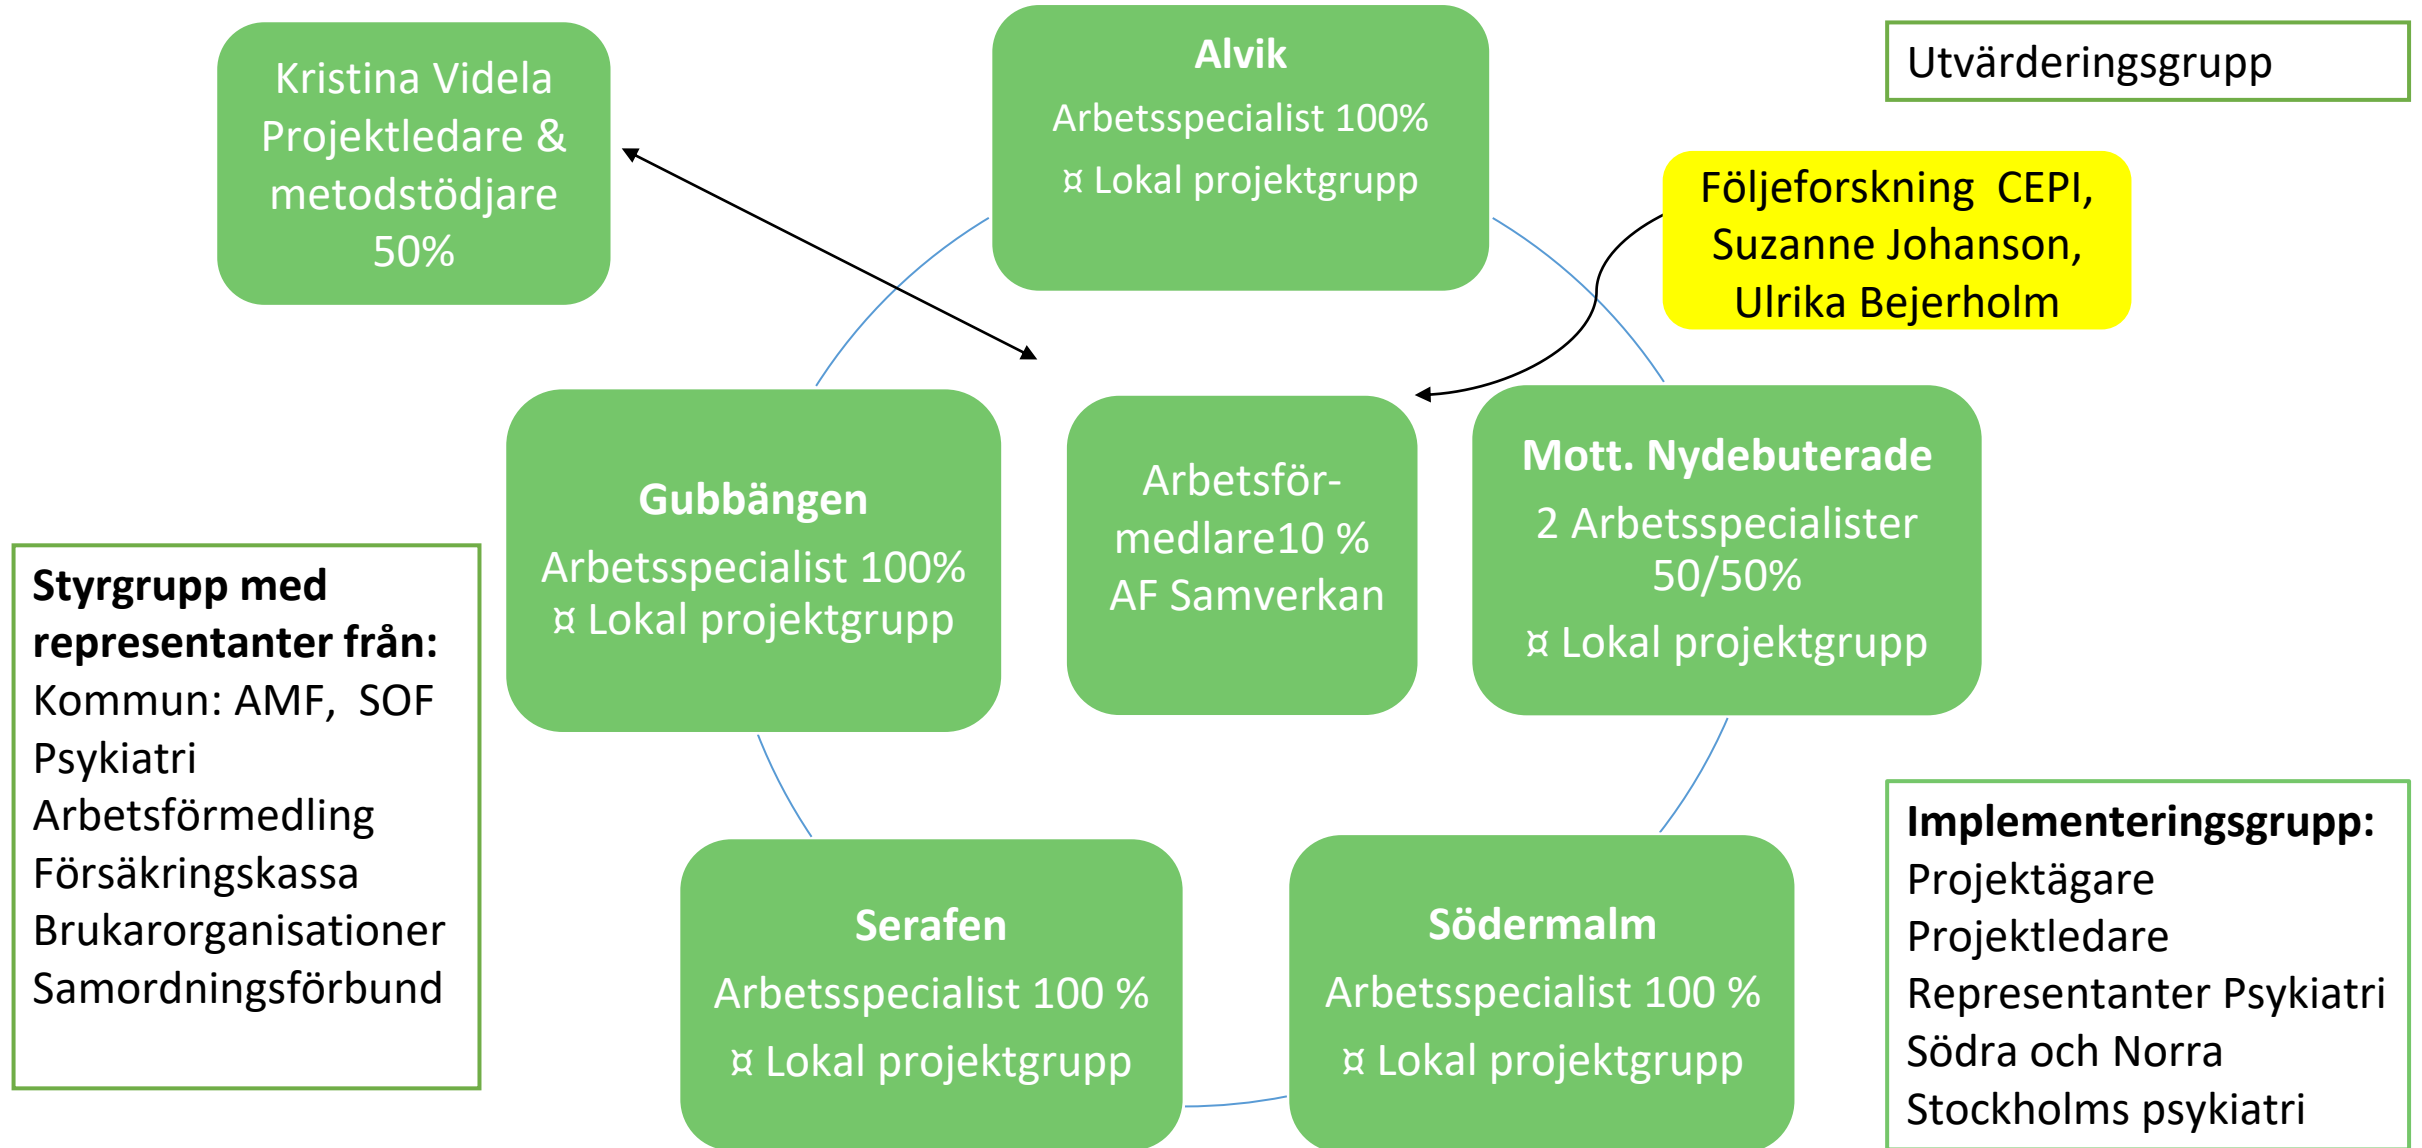 Kristina Videla
Projektledare &
metodstödjare
50%
Alvik
Arbetsspecialist 100%
¤ Lokal projektgrupp
Utvärderingsgrupp
Följeforskning  CEPI,
Suzanne Johanson,
Ulrika Bejerholm
Gubbängen
Arbetsspecialist 100%
¤ Lokal projektgrupp
Arbetsför-
medlare10 %
AF Samverkan
Mott. Nydebuterade
2 Arbetsspecialister
50/50%
¤ Lokal projektgrupp
Styrgrupp med
representanter från:
Kommun: AMF,  SOF
Psykiatri
Arbetsförmedling
Försäkringskassa
Brukarorganisationer
Samordningsförbund
Serafen
Arbetsspecialist 100 %
¤ Lokal projektgrupp
Södermalm
Arbetsspecialist 100 %
¤ Lokal projektgrupp
Implementeringsgrupp:
Projektägare
Projektledare
Representanter Psykiatri
Södra och Norra
Stockholms psykiatri